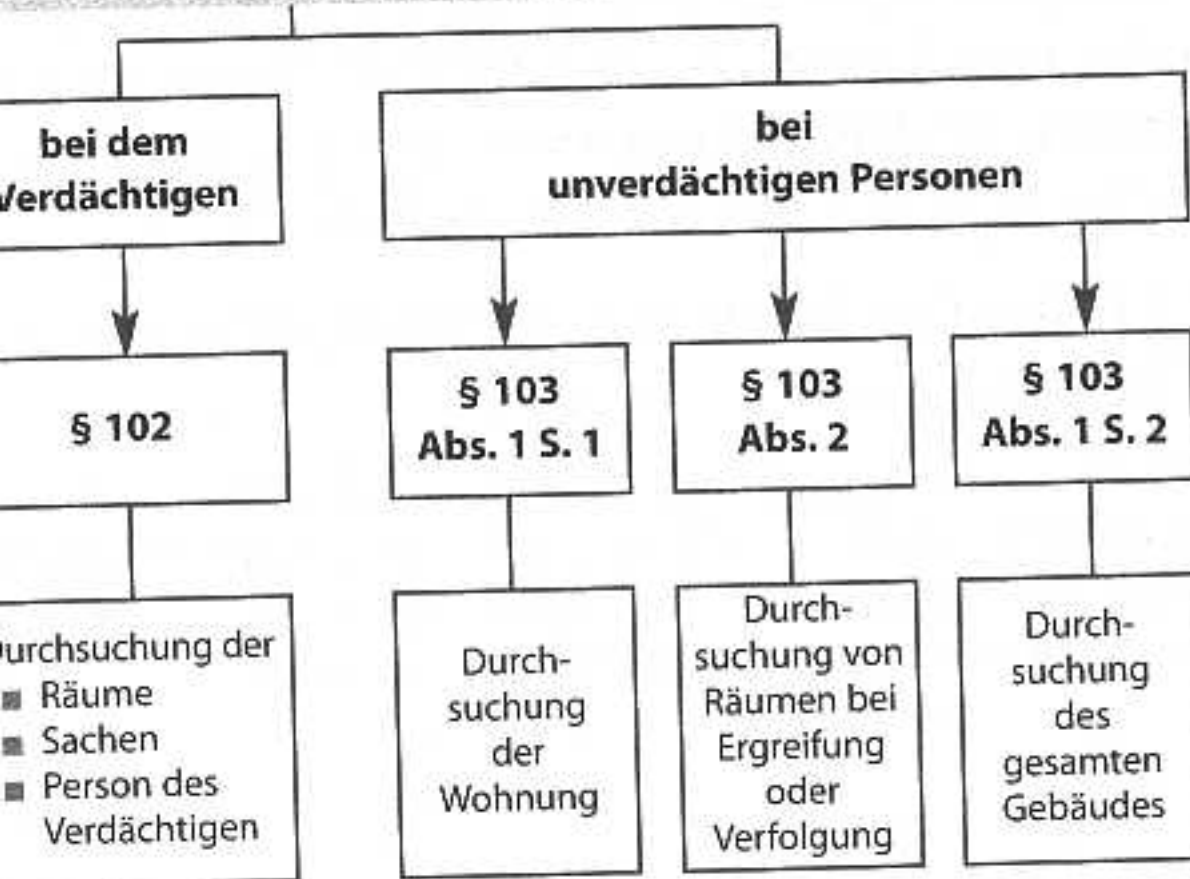 bei dem
Verdächtigen
bei
unverdächtigen Personen
§ 102
§ 103
Abs. 1 S. 1
§ 103
Abs. 2
§ 103
Abs. 1 S. 2
Durchsuchung der
Räume
Sachen
Person des
Verdächtigen
Durch-
suchung
der
Wohnung
Durch-
suchung von
Räumen bei
Ergreifung
oder
Verfolgung
Durch-
suchung
des
gesamten
Gebäudes